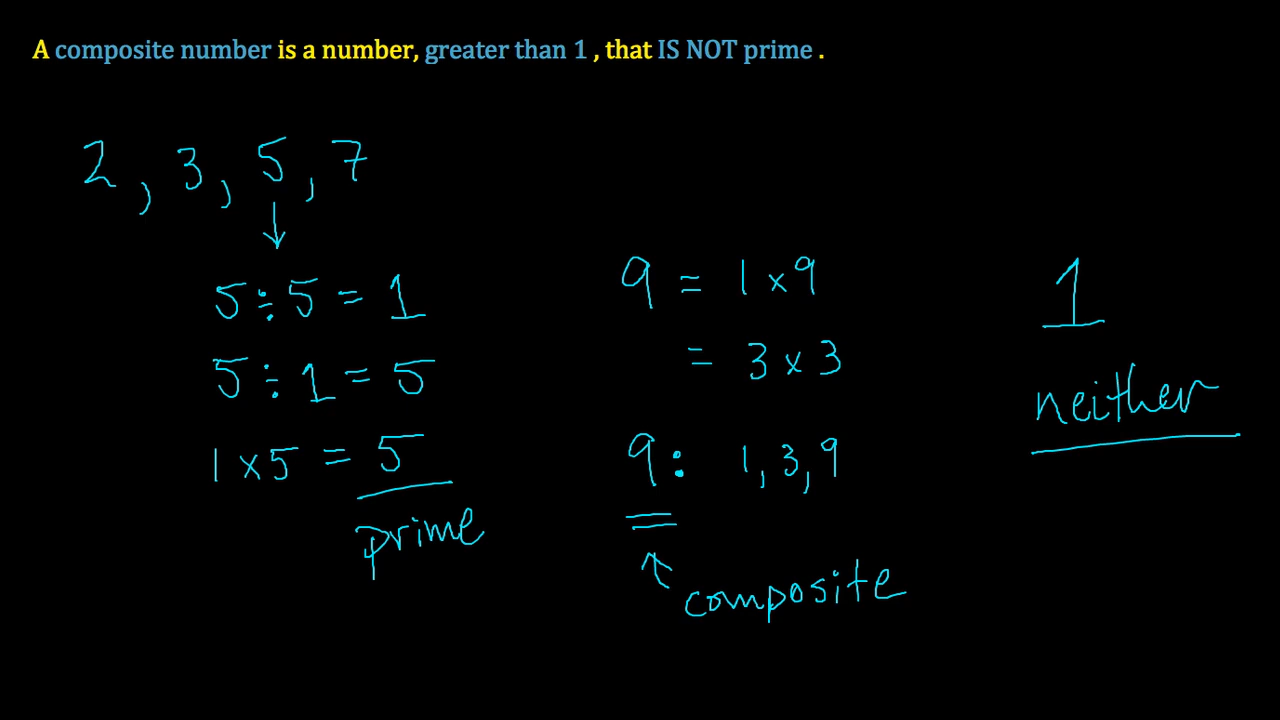 A composite number is a number, greater than 1 , that IS NOT prime .
2 , 3 , 5 , 7
5 ÷ 5 = 1
5 ÷ 1 = 5
1 x 5 = 5
prime
9 = 1 x 9
= 3 x 3
9 : 1, 3, 9
composite
1
neither